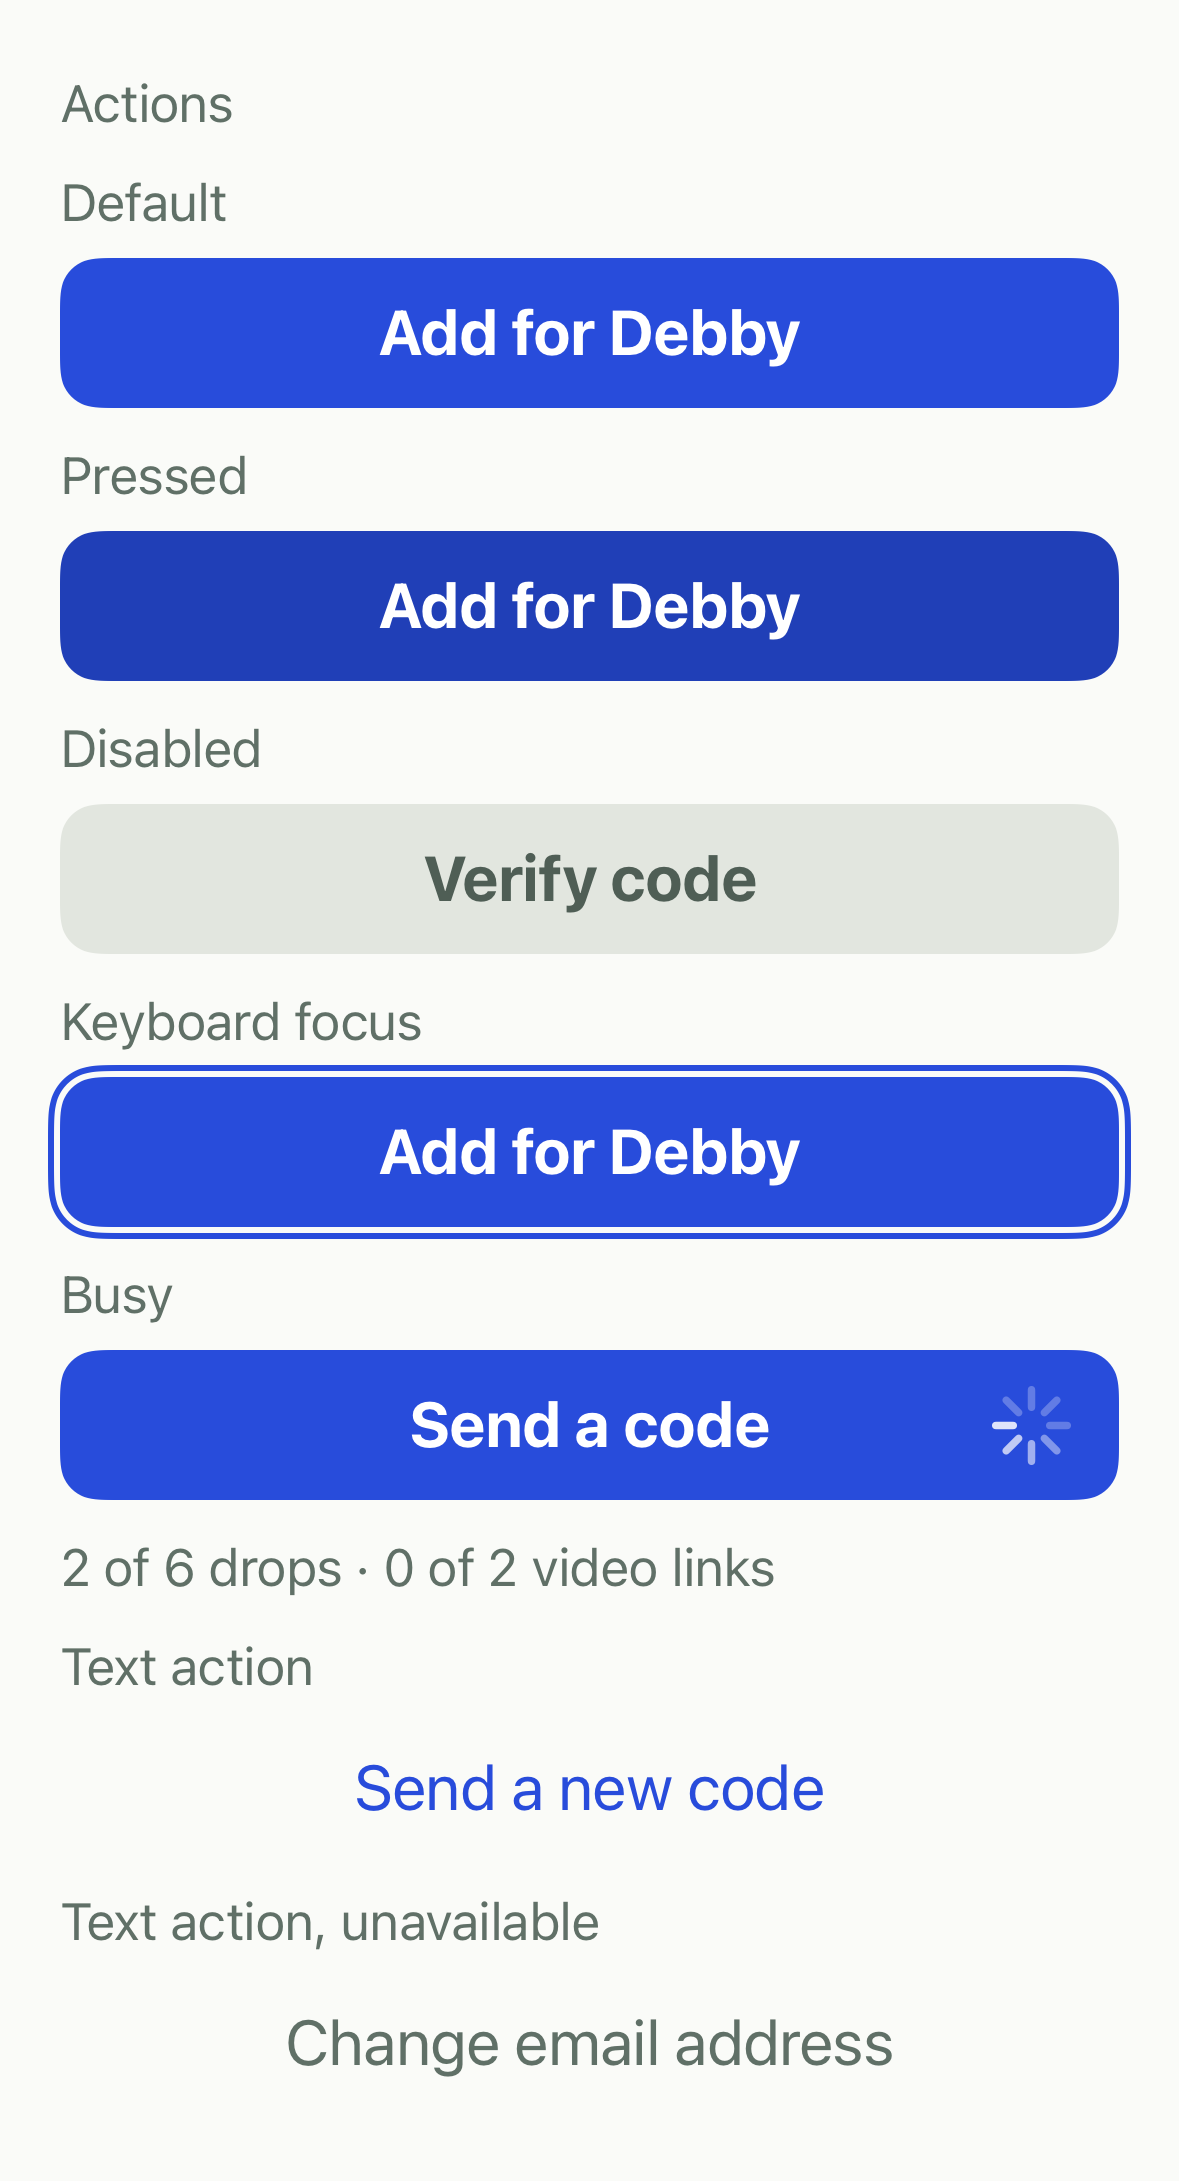 Actions
Default
Add for Debby
Pressed
Add for Debby
Disabled
Verify code
Keyboard focus
Add for Debby
Busy
Send a code
2 of 6 drops · 0 of 2 video links
Text action
Send a new code
Text action, unavailable
Change email address